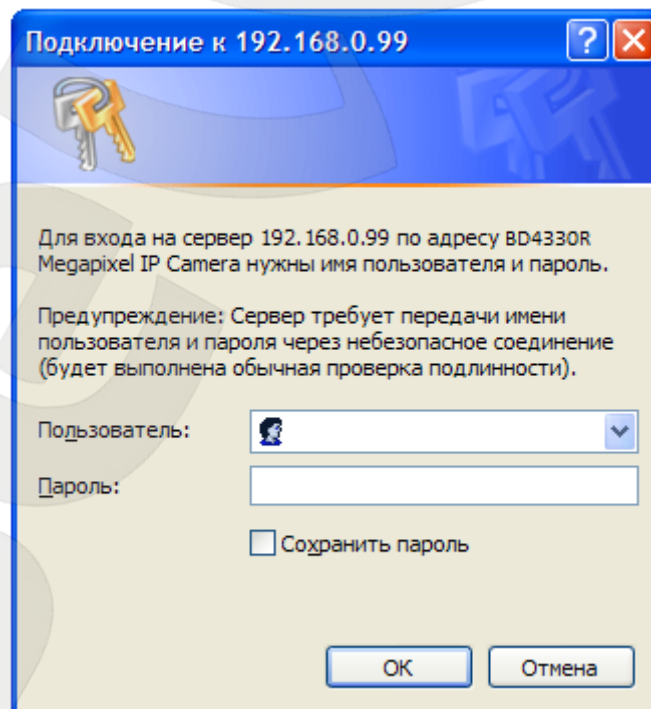 Подключение к 192.168.0.99
Для входа на сервер 192.168.0.99 по адресу BD4330R
Megapixel IP Camera нужны имя пользователя и пароль.
Предупреждение: Сервер требует передачи имени
пользователя и пароля через небезопасное соединение
(будет выполнена обычная проверка подлинности).
Пользователь:
Пароль:
Сохранить пароль
ОК
Отмена